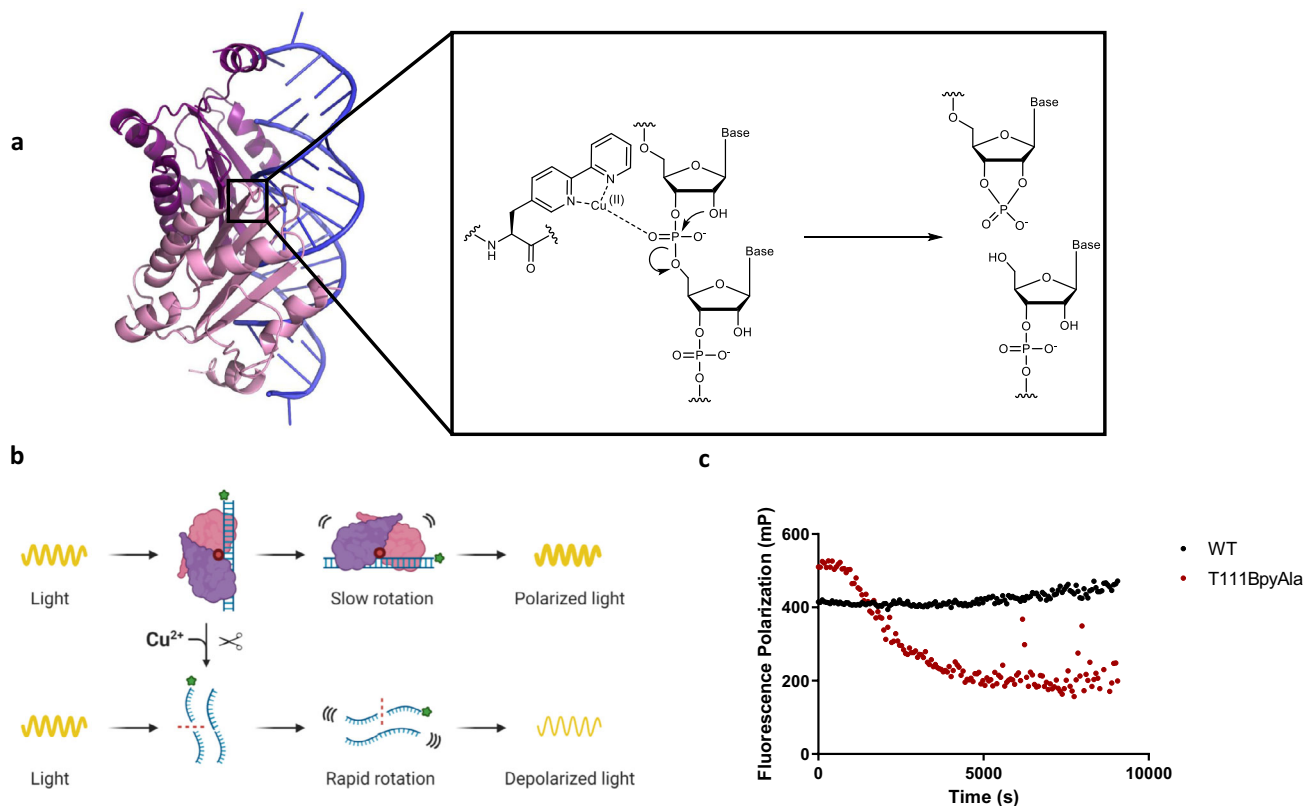 a
Base
O
O
N
N
Cu
(II)
O
OH
O
P
O-
N
H
O
O
Base
O
O
OH
O
P
O-
O
Base
O
O
O
O
P
O
O-
Base
HO
O
O
OH
O
P
O-
O
b
Light
Slow rotation
Polarized light
Cu2+
Light
Rapid rotation
Depolarized light
c
Fluorescence Polarization (mP)
600
400
200
0
0
5000
10000
Time (s)
WT
T111BpyAla